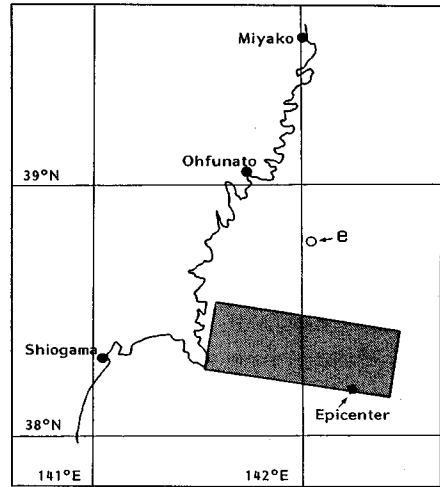 Miyako
Ohfunato
39°N
e
Shiogama
Epicenter
38°N
141°E 142°E